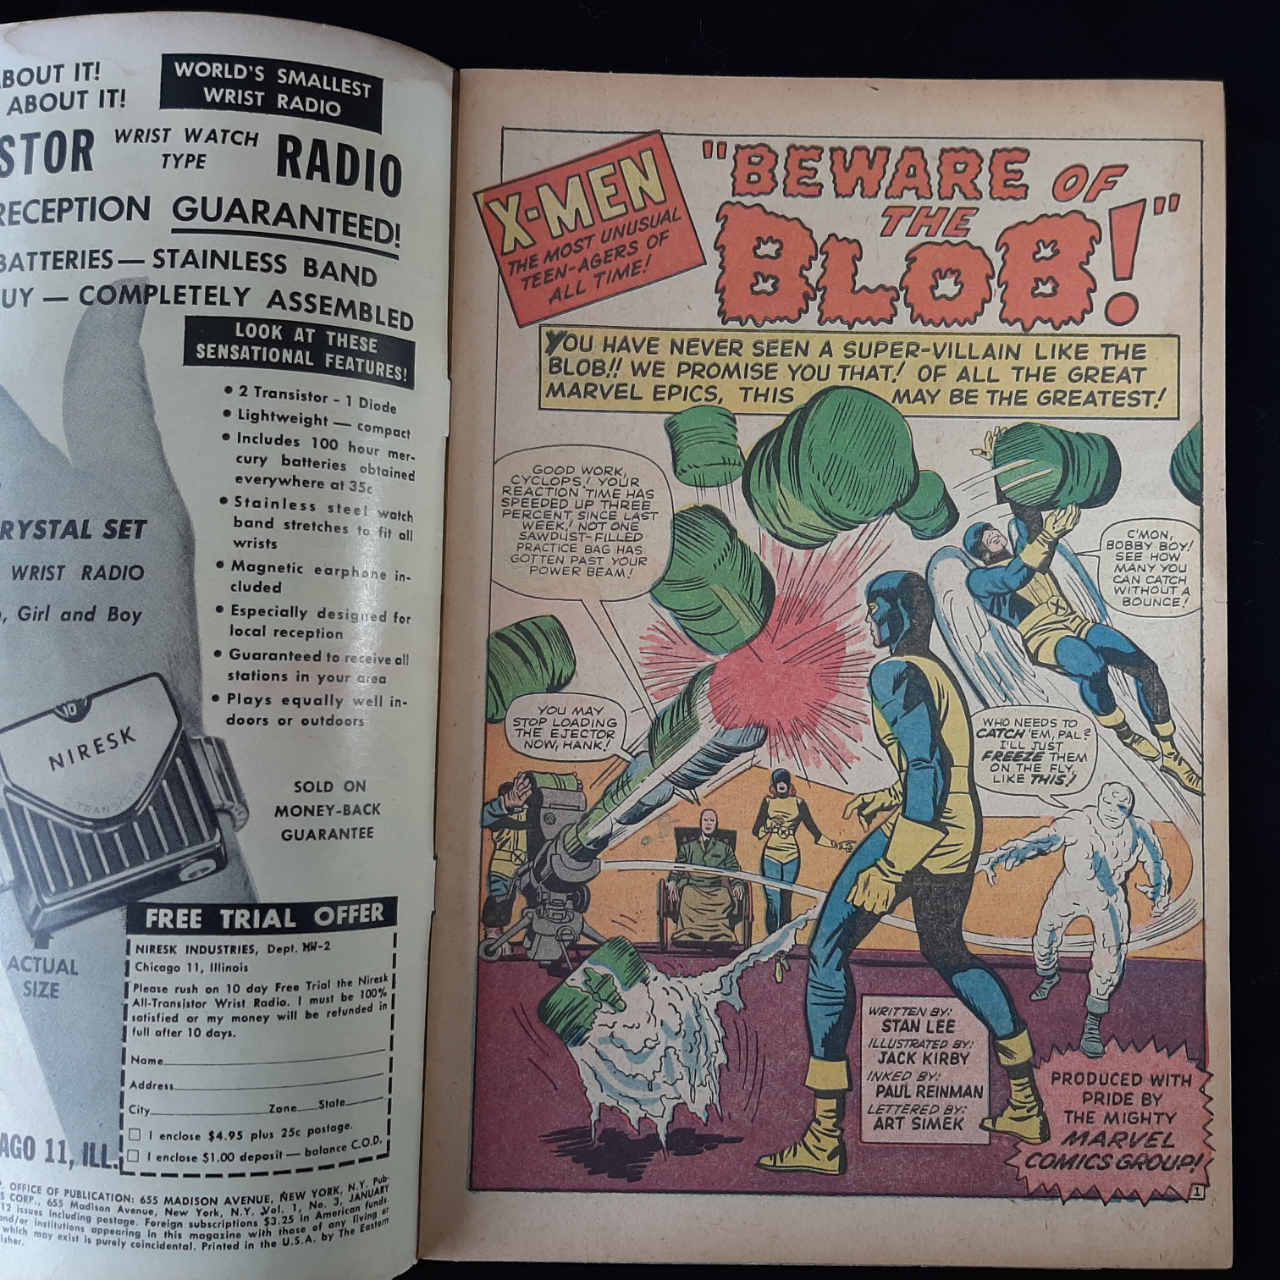 ABOUT IT!
ABOUT IT!
WORLD'S SMALLEST
WRIST RADIO
WRIST WATCH
TYPE
RADIO
RECEPTION GUARANTEED!
BATTERIES — STAINLESS BAND
— COMPLETELY ASSEMBLED
LOOK AT THESE
SENSATIONAL FEATURES!
• 2 Transistor - 1 Diode
• Lightweight — compact
• Includes 100 hour mer-
cury batteries obtained
everywhere at 35c
• Stainless steel watch
band stretches to fit all
wrists
• Magnetic earphone in-
cluded
• Especially designed for
local reception
• Guaranteed to receive all
stations in your area
• Plays equally well in-
doors or outdoors
CRYSTAL SET
WRIST RADIO
, Girl and Boy
10
NIRESK
TRANSISTOR
SOLD ON
MONEY-BACK
GUARANTEE
ACTUAL
SIZE
FREE TRIAL OFFER
NIRESK INDUSTRIES, Dept. MW-2
Chicago 11, Illinois
Please rush on 10 day Free Trial the Niresk
All-Transistor Wrist Radio. I must be 100%
satisfied or my money will be refunded in
full after 10 days.
Name
Address
City Zone State
I enclose $4.95 plus 25c postage.
I enclose $1.00 deposit — balance C.O.D.
11, ILL.
OFFICE OF PUBLICATION: 655 MADISON AVENUE, NEW YORK, N.Y. Pub-
CORP., 655 Madison Avenue, New York, N.Y. Vol. 1, No. 3, JANUARY
12 issues including postage. Foreign subscriptions $3.25 in American funds.
and/or institutions appearing in this magazine with those of any living or
which may exist is purely coincidental. Printed in the U.S.A. by The Eastern
X-MEN
THE MOST UNUSUAL
TEEN-AGERS OF
ALL TIME!
"BEWARE OF
THE
BLOB!"
YOU HAVE NEVER SEEN A SUPER-VILLAIN LIKE THE
BLOB!! WE PROMISE YOU THAT! OF ALL THE GREAT
MARVEL EPICS, THIS MAY BE THE GREATEST!
GOOD WORK,
CYCLOPS! YOUR
REACTION TIME HAS
SPEEDED UP THREE
PERCENT SINCE LAST
WEEK! NOT ONE
SAWDUST-FILLED
PRACTICE BAG HAS
GOTTEN PAST YOUR
POWER BEAM!
C'MON,
BOBBY BOY!
SEE HOW
MANY YOU
CAN CATCH
WITHOUT A
BOUNCE!
YOU MAY
STOP LOADING
THE EJECTOR
NOW, HANK!
WHO NEEDS TO
CATCH 'EM, PAL?
I'LL JUST
FREEZE THEM
ON THE FLY,
LIKE THIS!
WRITTEN BY:
STAN LEE
ILLUSTRATED BY:
JACK KIRBY
INKED BY:
PAUL REINMAN
LETTERED BY:
ART SIMEK
PRODUCED WITH
PRIDE BY
THE MIGHTY
MARVEL
COMICS GROUP!
1